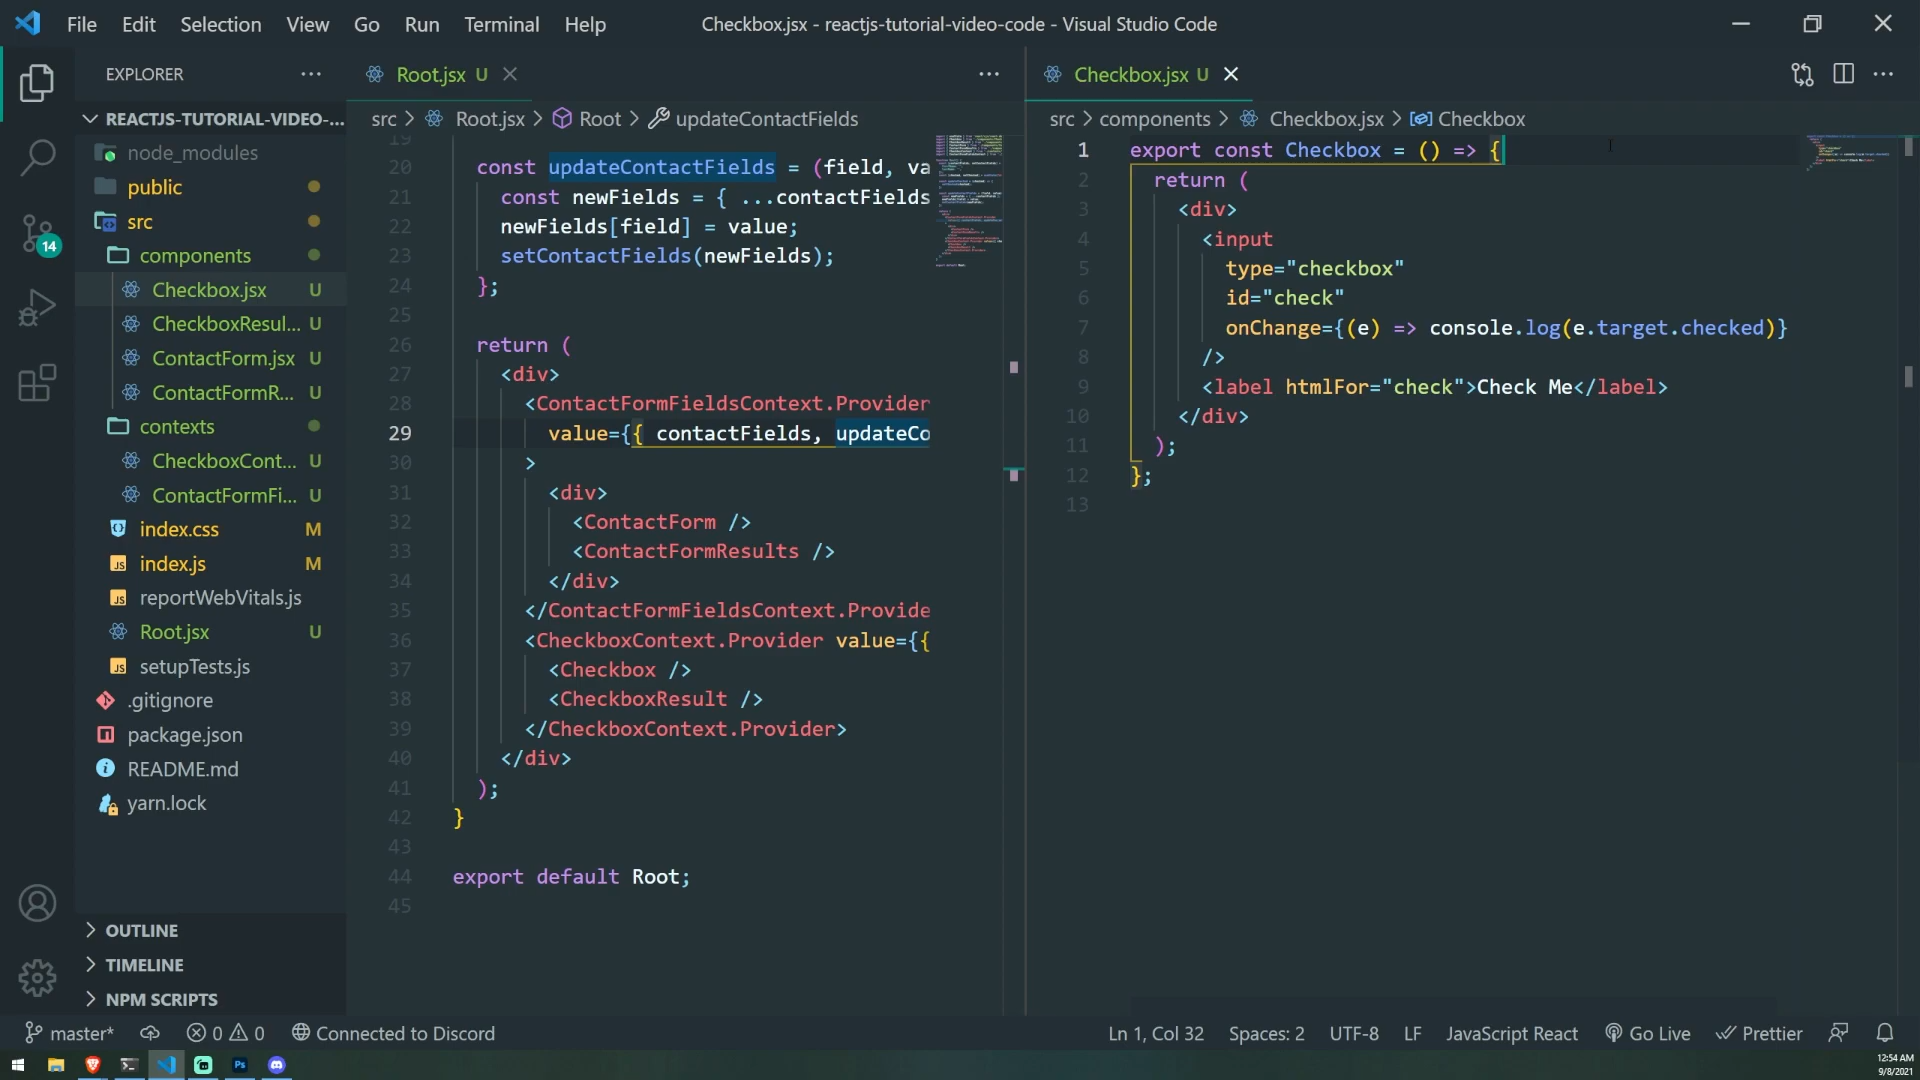 File Edit Selection View Go Run Terminal Help
Checkbox.jsx - reactjs-tutorial-video-code - Visual Studio Code
EXPLORER
REACTJS-TUTORIAL-VIDEO-...
node_modules
public
src
components
Checkbox.jsx U
CheckboxResul... U
ContactForm.jsx U
ContactFormR... U
contexts
CheckboxCont... U
ContactFormFi... U
index.css M
index.js M
reportWebVitals.js
Root.jsx U
setupTests.js
.gitignore
package.json
README.md
yarn.lock
OUTLINE
TIMELINE
NPM SCRIPTS
14
Root.jsx U
src > Root.jsx > Root > updateContactFields
19
20 const updateContactFields = (field, va
21 const newFields = { ...contactFields
22 newFields[field] = value;
23 setContactFields(newFields);
24 };
25
26 return (
27 <div>
28 <ContactFormFieldsContext.Provider
29 value={{ contactFields, updateCo
30 >
31 <div>
32 <ContactForm />
33 <ContactFormResults />
34 </div>
35 </ContactFormFieldsContext.Provide
36 <CheckboxContext.Provider value={{
37 <Checkbox />
38 <CheckboxResult />
39 </CheckboxContext.Provider>
40 </div>
41 );
42 }
43
44 export default Root;
45
Checkbox.jsx U
src > components > Checkbox.jsx > Checkbox
1 export const Checkbox = () => {
2 return (
3 <div>
4 <input
5 type="checkbox"
6 id="check"
7 onChange={(e) => console.log(e.target.checked)}
8 />
9 <label htmlFor="check">Check Me</label>
10 </div>
11 );
12 };
13
master* 0 0 Connected to Discord
Ln 1, Col 32 Spaces: 2 UTF-8 LF JavaScript React Go Live Prettier
12:54 AM
9/8/2021